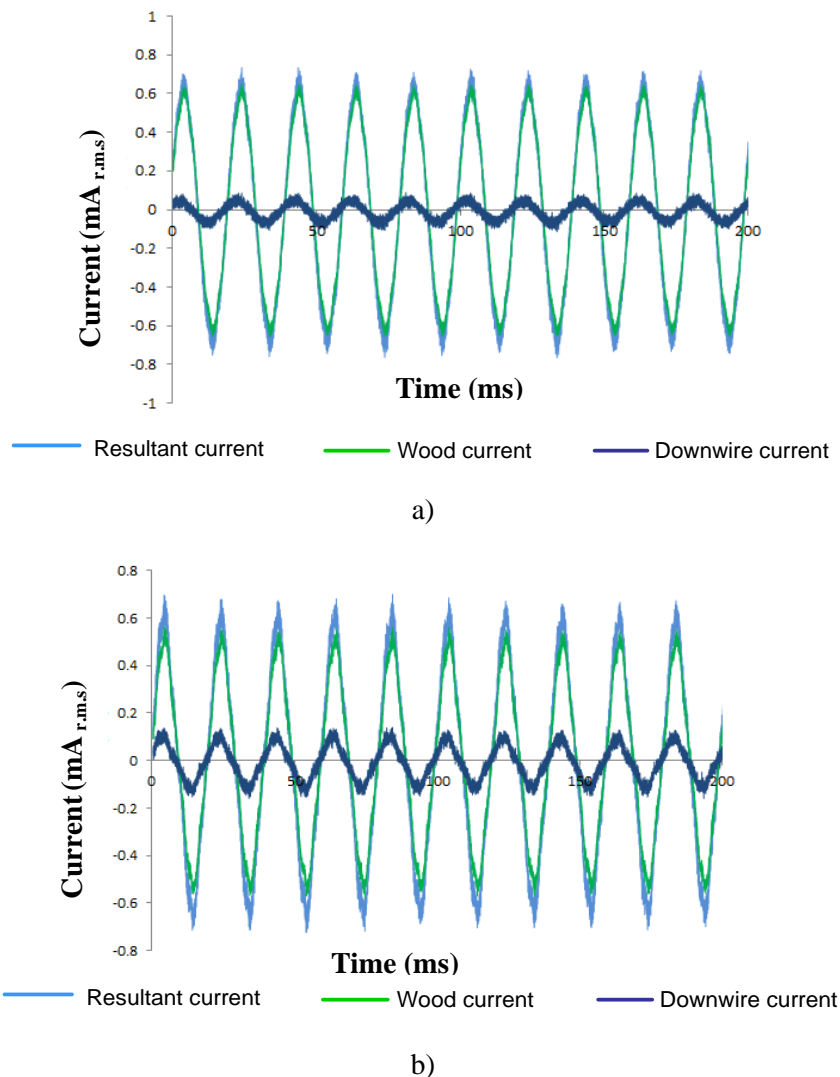 1
0.8
0.6
0.4
0.2
0
-0.2
-0.4
-0.6
-0.8
-1
0 50 100 150 200
Current (mA r.m.s)
Time (ms)
Resultant current Wood current Downwire current
a)
0.8
0.6
0.4
0.2
0
-0.2
-0.4
-0.6
-0.8
0 50 100 150 200
Current (mA r.m.s)
Time (ms)
Resultant current Wood current Downwire current
b)